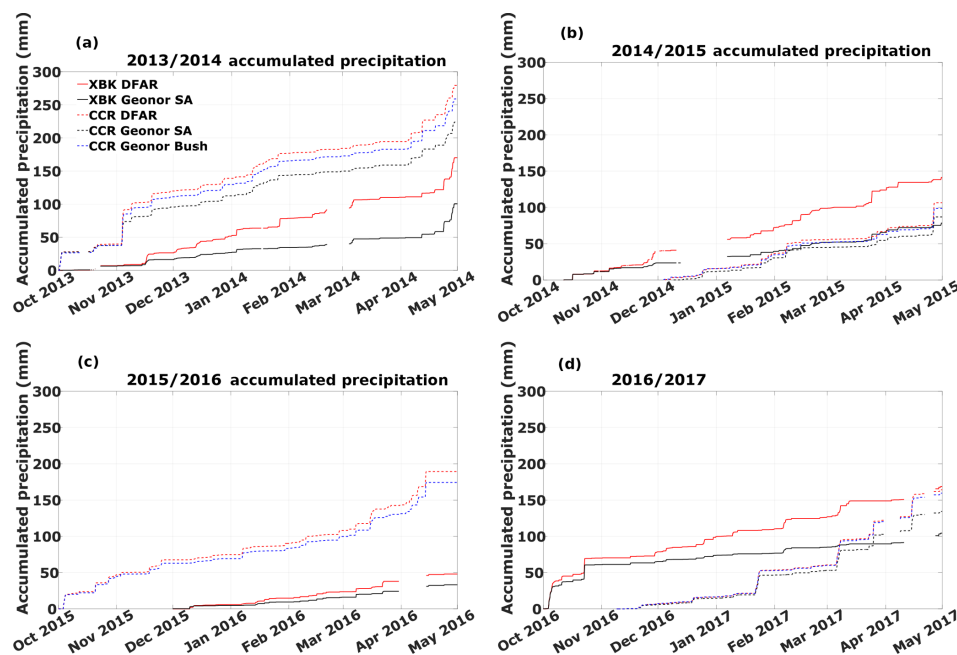 (a)
2013/2014 accumulated precipitation
Accumulated precipitation (mm)
300
250
200
150
100
50
0
XBK DFAR
XBK Geonor SA
CCR DFAR
CCR Geonor SA
CCR Geonor Bush
Oct 2013
Nov 2013
Dec 2013
Jan 2014
Feb 2014
Mar 2014
Apr 2014
May 2014
(b)
2014/2015 accumulated precipitation
Accumulated precipitation (mm)
300
250
200
150
100
50
0
Oct 2014
Nov 2014
Dec 2014
Jan 2015
Feb 2015
Mar 2015
Apr 2015
May 2015
(c)
2015/2016 accumulated precipitation
Accumulated precipitation (mm)
300
250
200
150
100
50
0
Oct 2015
Nov 2015
Dec 2015
Jan 2016
Feb 2016
Mar 2016
Apr 2016
May 2016
(d)
2016/2017
Accumulated precipitation (mm)
300
250
200
150
100
50
0
Oct 2016
Nov 2016
Dec 2016
Jan 2017
Feb 2017
Mar 2017
Apr 2017
May 2017